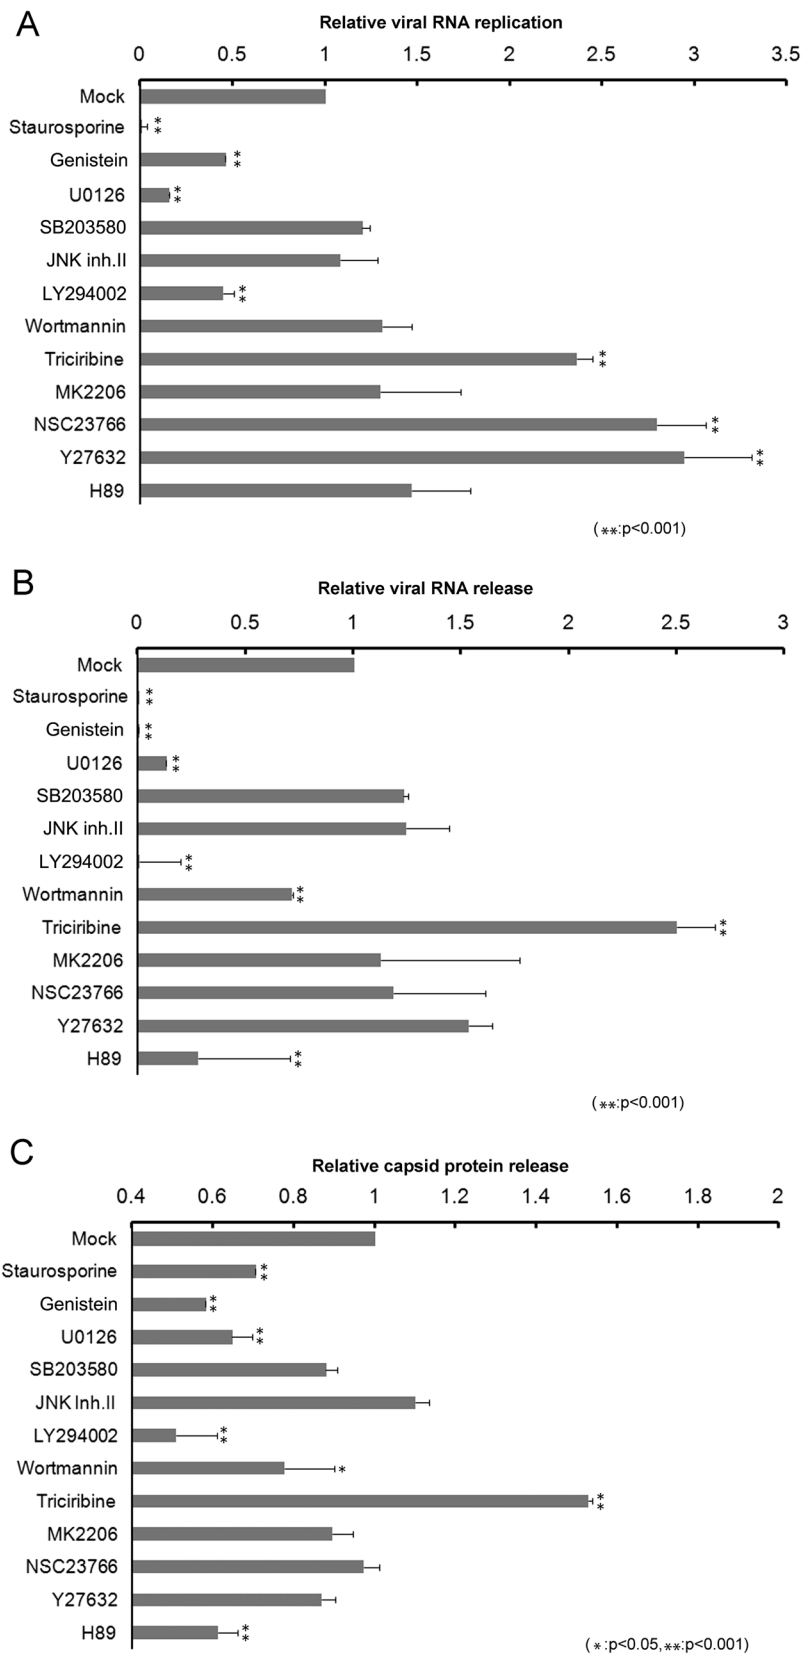 A
Relative viral RNA replication
0 0.5 1 1.5 2 2.5 3 3.5
Mock
Staurosporine **
Genistein **
U0126 **
SB203580
JNK inh.II
LY294002 **
Wortmannin
Triciribine **
MK2206
NSC23766 **
Y27632 **
H89
(**:p<0.001)
B
Relative viral RNA release
0 0.5 1 1.5 2 2.5 3
Mock
Staurosporine **
Genistein **
U0126 **
SB203580
JNK inh.II
LY294002 **
Wortmannin **
Triciribine **
MK2206
NSC23766
Y27632
H89 **
(**:p<0.001)
C
Relative capsid protein release
0.4 0.6 0.8 1 1.2 1.4 1.6 1.8 2
Mock
Staurosporine **
Genistein **
U0126 **
SB203580
JNK Inh.II
LY294002 **
Wortmannin *
Triciribine **
MK2206
NSC23766
Y27632
H89 **
(*:p<0.05,**:p<0.001)